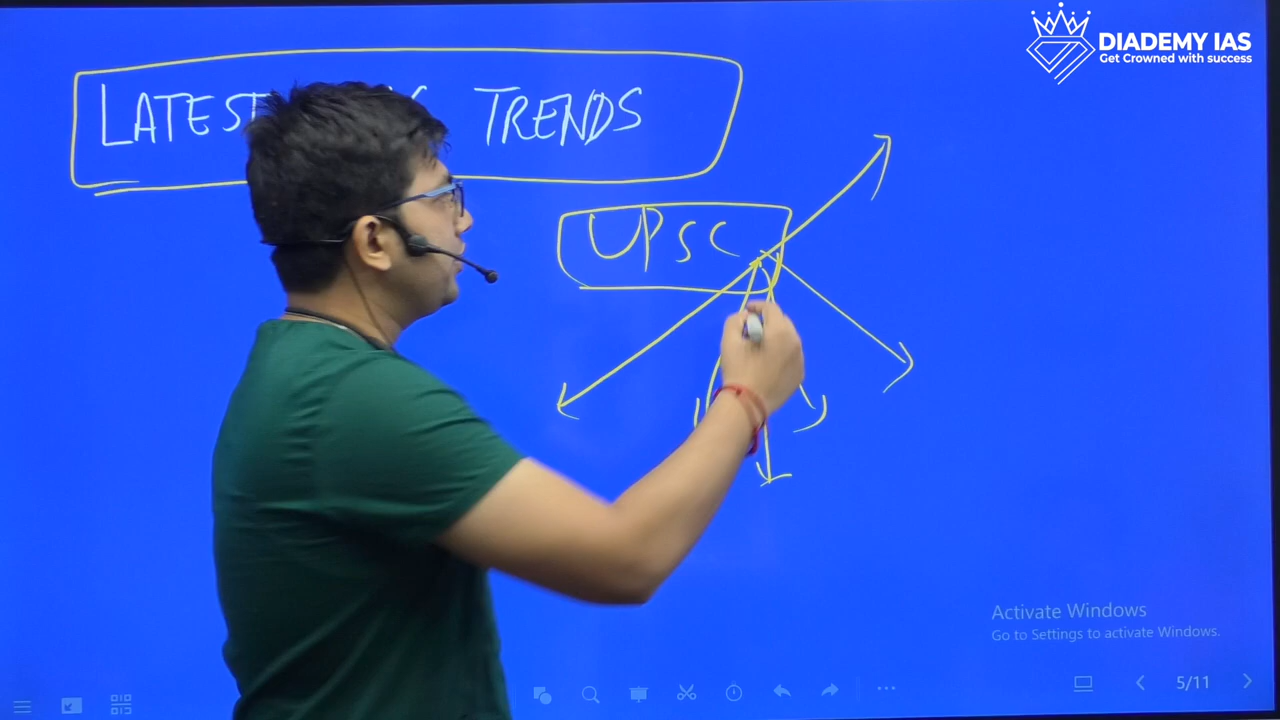 DIADEMY IAS
Get Crowned with success
LATEST TRENDS
UPSC
Activate Windows
Go to Settings to activate Windows.
5/11